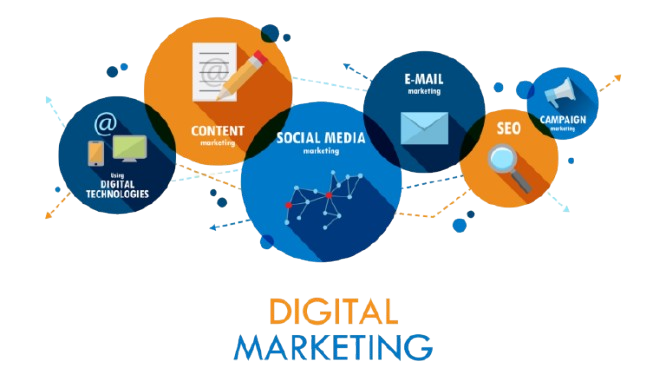 @
Using
DIGITAL
TECHNOLOGIES
@
CONTENT
marketing
SOCIAL MEDIA
marketing
E-MAIL
marketing
SEO
CAMPAIGN
marketing
DIGITAL
MARKETING